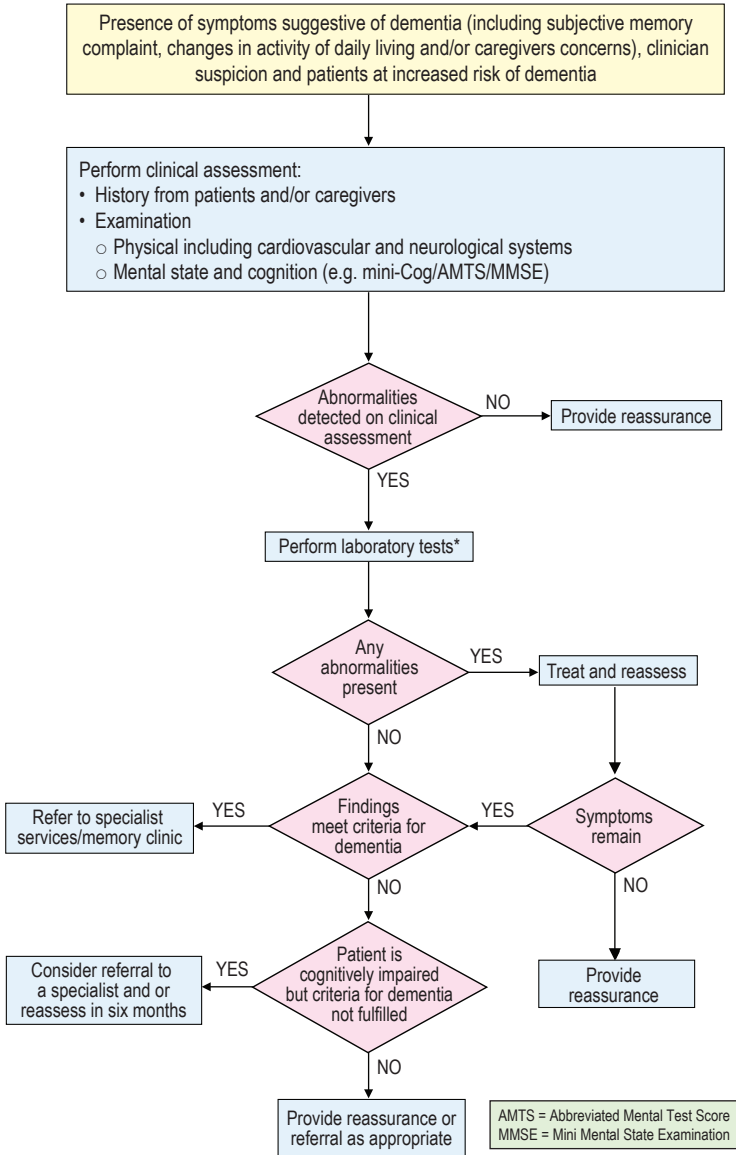 Presence of symptoms suggestive of dementia (including subjective memory
complaint, changes in activity of daily living and/or caregivers concerns), clinician
suspicion and patients at increased risk of dementia
Perform clinical assessment:
• History from patients and/or caregivers
• Examination
○ Physical including cardiovascular and neurological systems
○ Mental state and cognition (e.g. mini-Cog/AMTS/MMSE)
Abnormalities
detected on clinical
assessment
NO
Provide reassurance
YES
Perform laboratory tests*
Any
abnormalities
present
YES
Treat and reassess
NO
Symptoms
remain
YES
NO
Provide
reassurance
Findings
meet criteria for
dementia
YES
Refer to specialist
services/memory clinic
NO
Patient is
cognitively impaired
but criteria for dementia
not fulfilled
YES
Consider referral to
a specialist and or
reassess in six months
NO
Provide reassurance or
referral as appropriate
AMTS = Abbreviated Mental Test Score
MMSE = Mini Mental State Examination